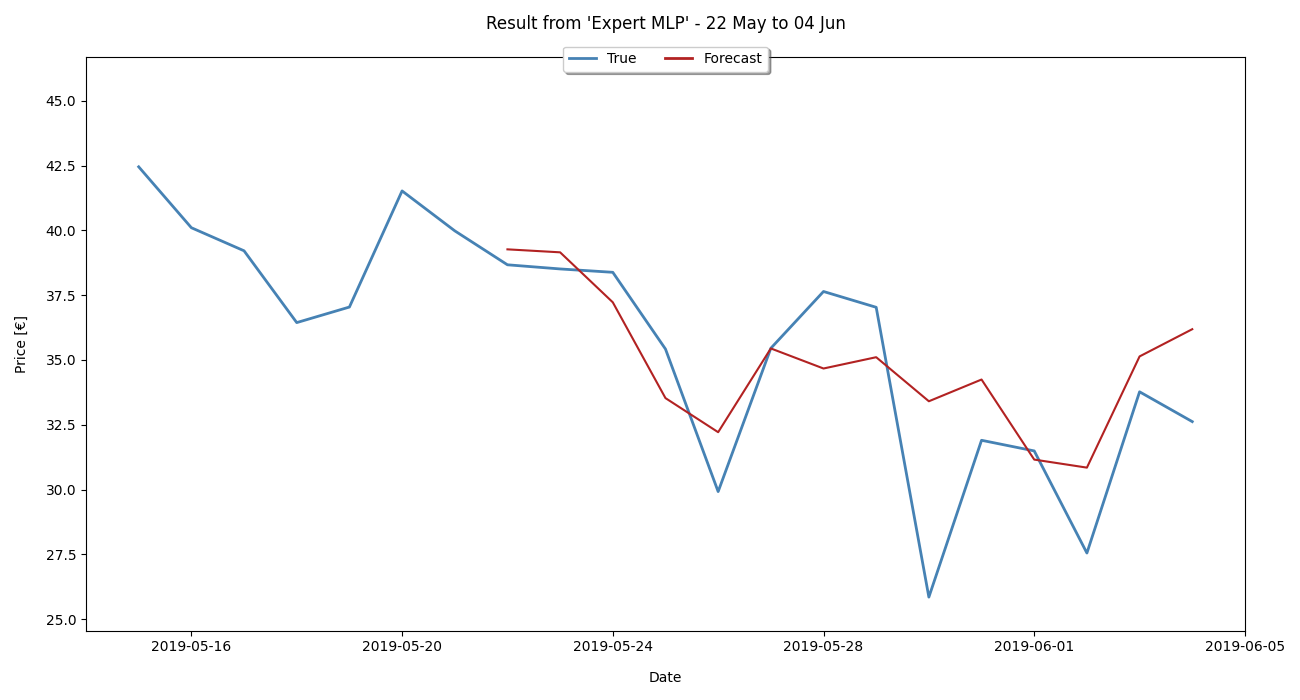 Result from 'Expert MLP' - 22 May to 04 Jun
True Forecast
45.0
42.5
40.0
37.5
35.0
32.5
30.0
27.5
25.0
Price [€]
2019-05-16 2019-05-20 2019-05-24 2019-05-28 2019-06-01 2019-06-05
Date